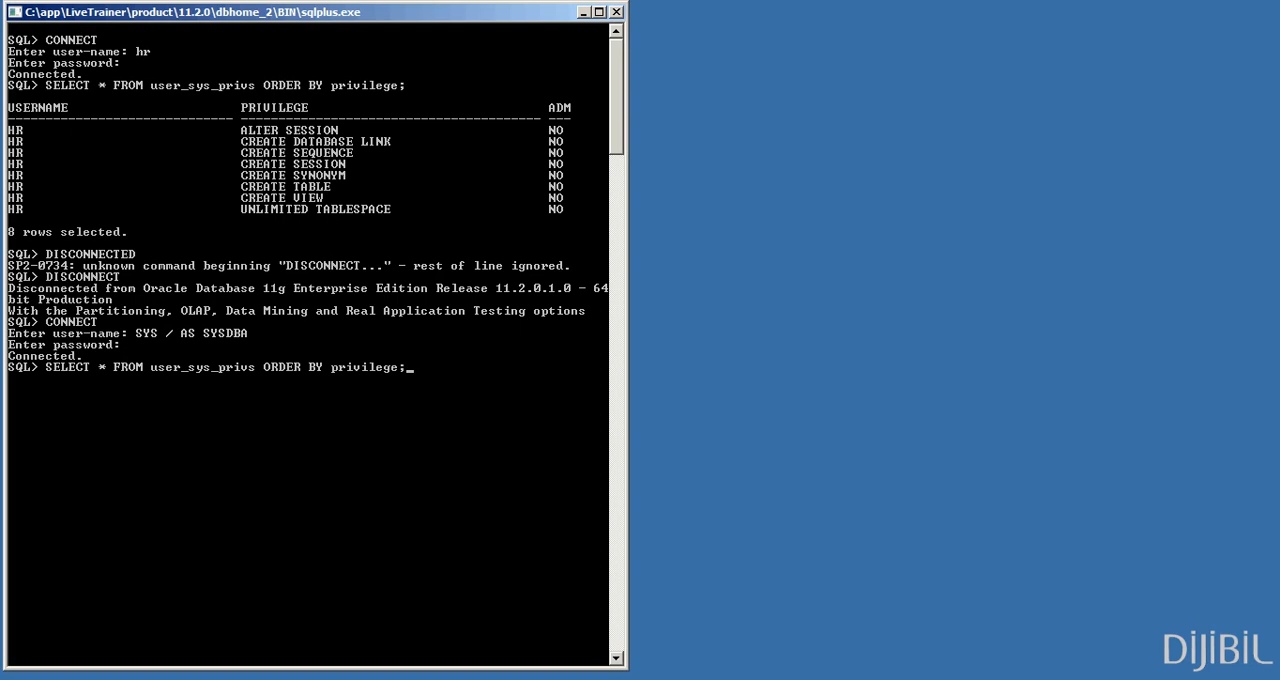 C:\app\LiveTrainer\product\11.2.0\dbhome_2\BIN\sqlplus.exe
SQL> CONNECT
Enter user-name: hr
Enter password:
Connected.
SQL> SELECT * FROM user_sys_privs ORDER BY privilege;
USERNAME PRIVILEGE ADM
------------------------------ ---------------------------------------- ---
HR ALTER SESSION NO
HR CREATE DATABASE LINK NO
HR CREATE SEQUENCE NO
HR CREATE SESSION NO
HR CREATE SYNONYM NO
HR CREATE TABLE NO
HR CREATE VIEW NO
HR UNLIMITED TABLESPACE NO
8 rows selected.
SQL> DISCONNECTED
SP2-0734: unknown command beginning "DISCONNECT..." - rest of line ignored.
SQL> DISCONNECT
Disconnected from Oracle Database 11g Enterprise Edition Release 11.2.0.1.0 - 64
bit Production
With the Partitioning, OLAP, Data Mining and Real Application Testing options
SQL> CONNECT
Enter user-name: SYS / AS SYSDBA
Enter password:
Connected.
SQL> SELECT * FROM user_sys_privs ORDER BY privilege;_
DiJiBiL